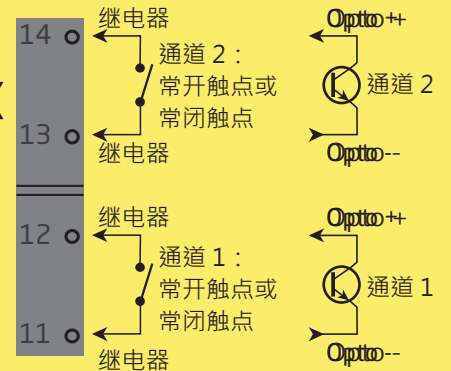 14
继电器
通道 2：
常开触点或
常闭触点
13
继电器
Opto+
通道 2
Opto-
12
继电器
通道 1：
常开触点或
常闭触点
11
继电器
Opto+
通道 1
Opto-